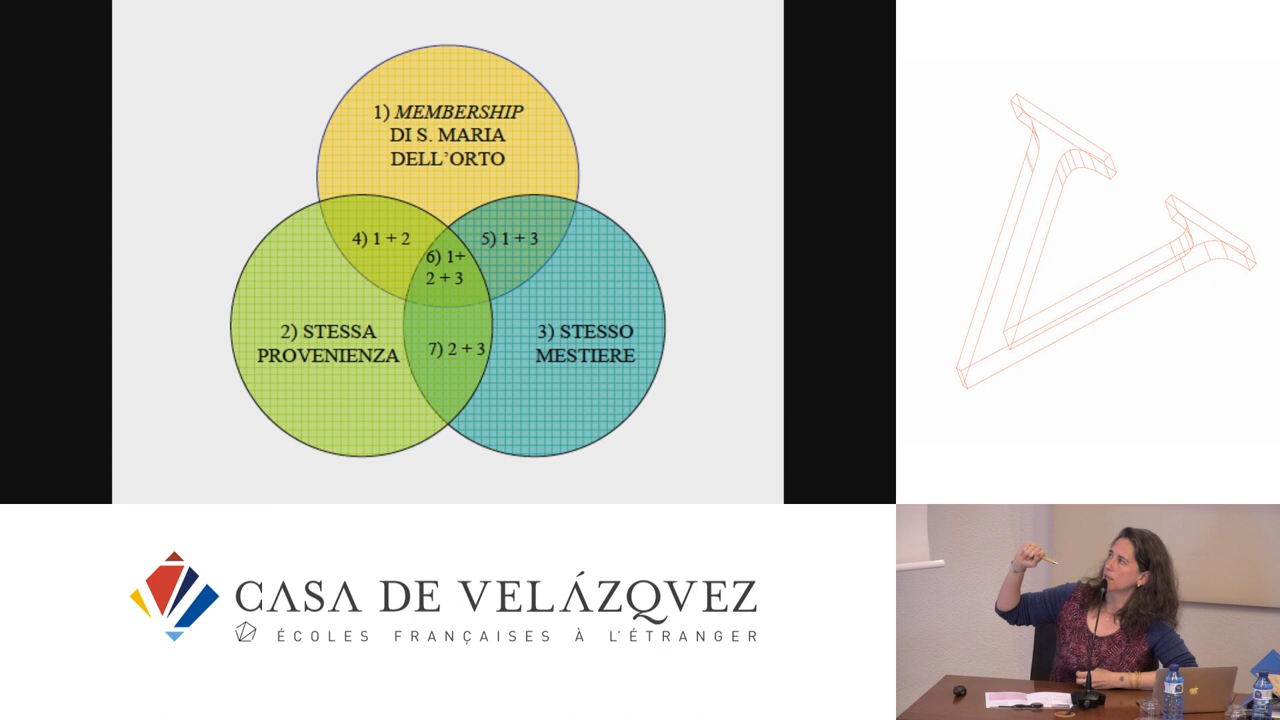 1) MEMBERSHIP
DI S. MARIA
DELL'ORTO
4) 1 + 2
5) 1 + 3
6) 1+
2 + 3
2) STESSA
PROVENIENZA
3) STESSO
MESTIERE
7) 2 + 3
CASA DE VELÁZQVEZ
ÉCOLES FRANÇAISES À L'ÉTRANGER